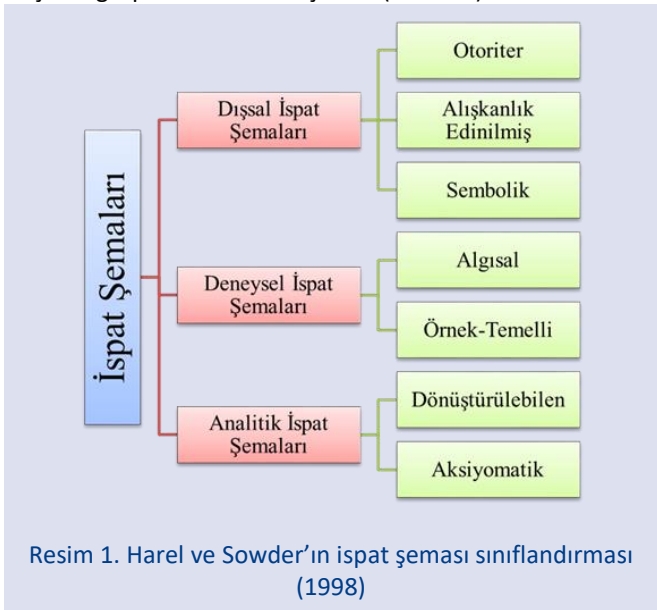 Otoriter
Dışsal İspat
Şemaları
Alışkanlık
Edinilmiş
Sembolik
İspat Şemaları
Deneysel İspat
Şemaları
Algısal
Örnek-Temelli
Analitik İspat
Şemaları
Dönüştürülebilen
Aksiyomatik
Resim 1. Harel ve Sowder’ın ispat şeması sınıflandırması
(1998)